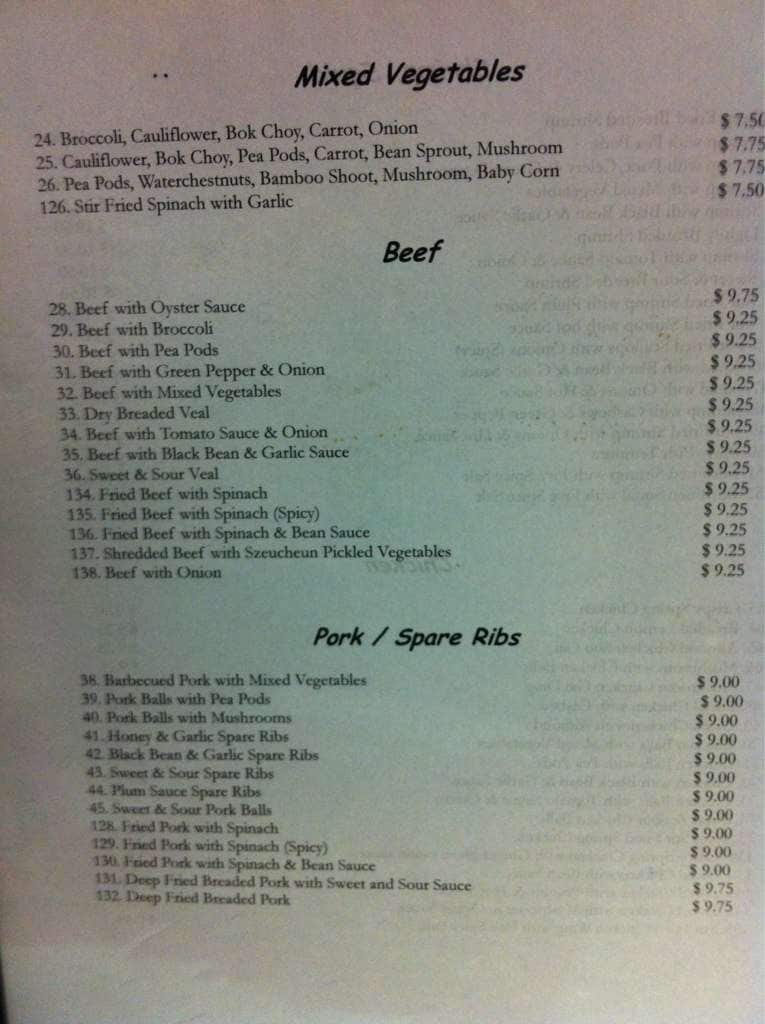 Mixed Vegetables
24. Broccoli, Cauliflower, Bok Choy, Carrot, Onion $ 7.50
25. Cauliflower, Bok Choy, Pea Pods, Carrot, Bean Sprout, Mushroom $ 7.75
26. Pea Pods, Waterchestnuts, Bamboo Shoot, Mushroom, Baby Corn $ 7.75
126. Stir Fried Spinach with Garlic $ 7.50
Beef
28. Beef with Oyster Sauce $ 9.75
29. Beef with Broccoli $ 9.25
30. Beef with Pea Pods $ 9.25
31. Beef with Green Pepper & Onion $ 9.25
32. Beef with Mixed Vegetables $ 9.25
33. Dry Breaded Veal $ 9.25
34. Beef with Tomato Sauce & Onion $ 9.25
35. Beef with Black Bean & Garlic Sauce $ 9.25
36. Sweet & Sour Veal $ 9.25
134. Fried Beef with Spinach $ 9.25
135. Fried Beef with Spinach (Spicy) $ 9.25
136. Fried Beef with Spinach & Bean Sauce $ 9.25
137. Shredded Beef with Szeucheun Pickled Vegetables $ 9.25
138. Beef with Onion $ 9.25
Pork / Spare Ribs
38. Barbecued Pork with Mixed Vegetables $ 9.00
39. Pork Balls with Pea Pods $ 9.00
40. Pork Balls with Mushrooms $ 9.00
41. Honey & Garlic Spare Ribs $ 9.00
42. Black Bean & Garlic Spare Ribs $ 9.00
43. Sweet & Sour Spare Ribs $ 9.00
44. Plum Sauce Spare Ribs $ 9.00
45. Sweet & Sour Pork Balls $ 9.00
128. Fried Pork with Spinach $ 9.00
129. Fried Pork with Spinach (Spicy) $ 9.00
130. Fried Pork with Spinach & Bean Sauce $ 9.00
131. Deep Fried Breaded Pork with Sweet and Sour Sauce $ 9.75
132. Deep Fried Breaded Pork $ 9.75